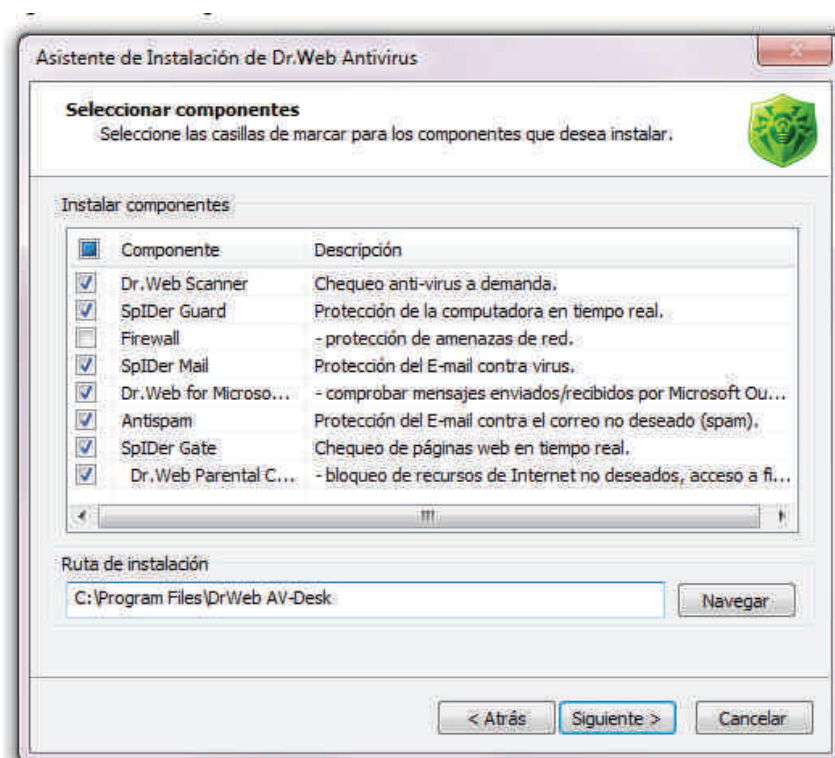 Asistente de Instalación de Dr.Web Antivirus
Seleccionar componentes
Seleccione las casillas de marcar para los componentes que desea instalar.
Instalar componentes
Componente Descripción
Dr.Web Scanner Chequeo anti-virus a demanda.
SpIDer Guard Protección de la computadora en tiempo real.
Firewall - protección de amenazas de red.
SpIDer Mail Protección del E-mail contra virus.
Dr.Web for Microso... - comprobar mensajes enviados/recibidos por Microsoft Ou...
Antispam Protección del E-mail contra el correo no deseado (spam).
SpIDer Gate Chequeo de páginas web en tiempo real.
Dr.Web Parental C... - bloqueo de recursos de Internet no deseados, acceso a fi...
Ruta de instalación
C:\Program Files\DrWeb AV-Desk Navegar
< Atrás Siguiente > Cancelar